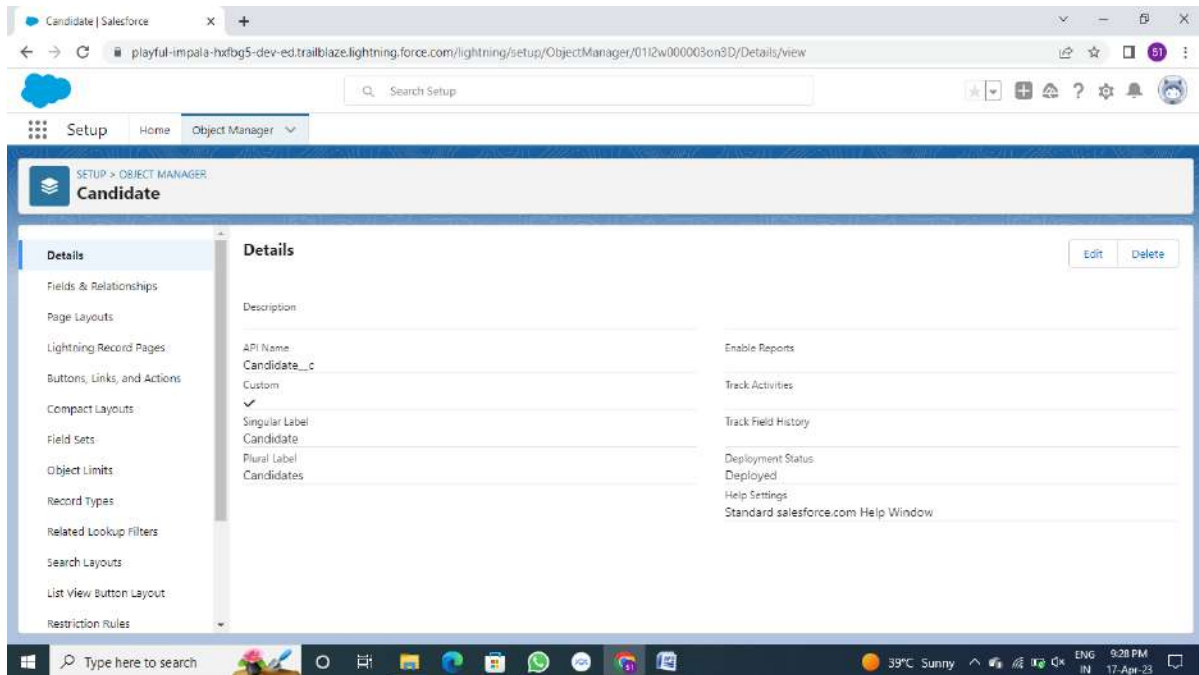 Candidate | Salesforce
playful-impala-hxfbg5-dev-ed.trailblaze.lightning.force.com/lightning/setup/ObjectManager/01I2w000003on3D/Details/view
51
Search Setup
Setup
Home
Object Manager
SETUP > OBJECT MANAGER
Candidate
Details
Fields & Relationships
Page Layouts
Lightning Record Pages
Buttons, Links, and Actions
Compact Layouts
Field Sets
Object Limits
Record Types
Related Lookup Filters
Search Layouts
List View Button Layout
Restriction Rules
Details
Edit
Delete
Description
API Name
Candidate__c
Custom
Singular Label
Candidate
Plural Label
Candidates
Enable Reports
Track Activities
Track Field History
Deployment Status
Deployed
Help Settings
Standard salesforce.com Help Window
Type here to search
39°C Sunny
ENG
IN
9:28 PM
17-Apr-23